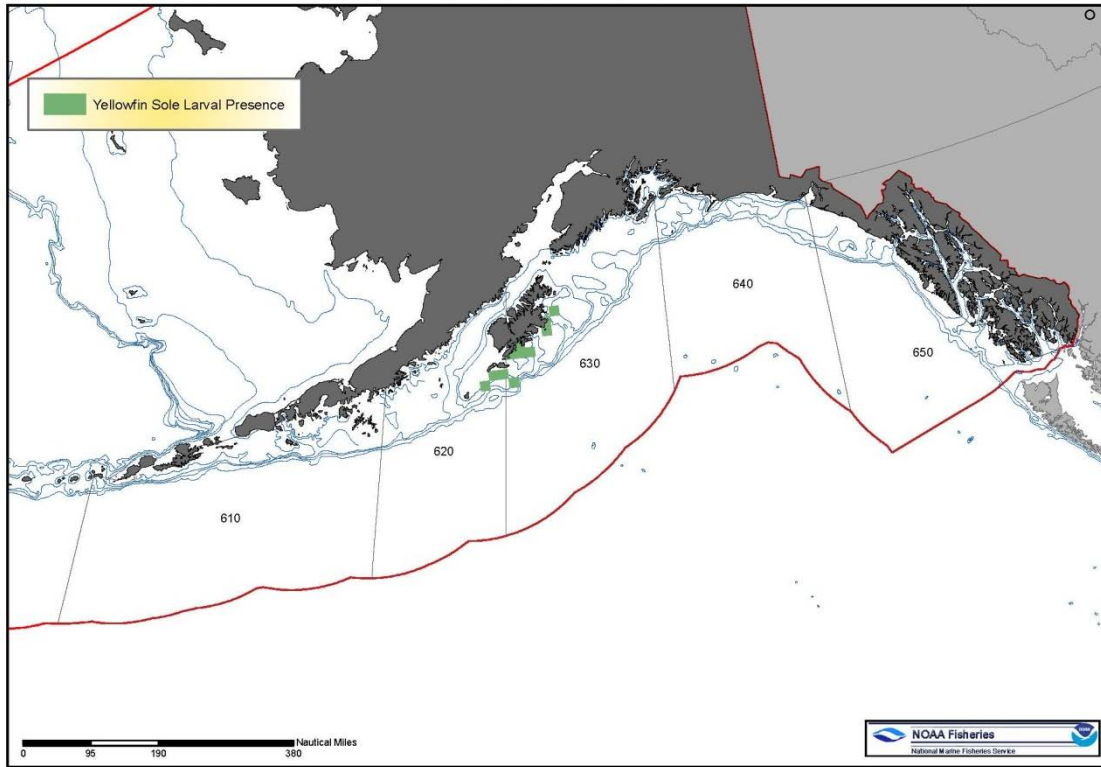 Yellowfin Sole Larval Presence
640
650
630
620
610
Nautical Miles
0 95 190 380
NOAA Fisheries
National Marine Fisheries Service